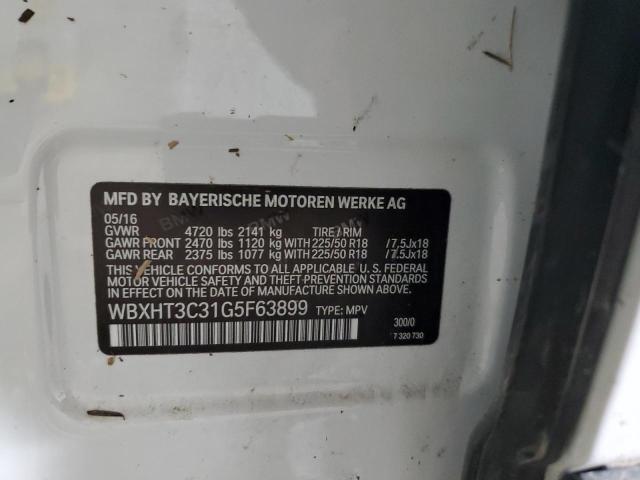 MFD BY BAYERISCHE MOTOREN WERKE AG
05/16
GVWR 4720 lbs 2141 kg TIRE / RIM
GAWR FRONT 2470 lbs 1120 kg WITH 225/50 R18 / 7,5Jx18
GAWR REAR 2375 lbs 1077 kg WITH 225/50 R18 / 7,5Jx18
THIS VEHICLE CONFORMS TO ALL APPLICABLE U. S. FEDERAL
MOTOR VEHICLE SAFETY AND THEFT-PREVENTION STANDARDS
IN EFFECT ON THE DATE OF MANUFACTURE SHOWN ABOVE.
WBXHT3C31G5F63899 TYPE: MPV
300/0
7 320 730
BMW
BMW
BMW